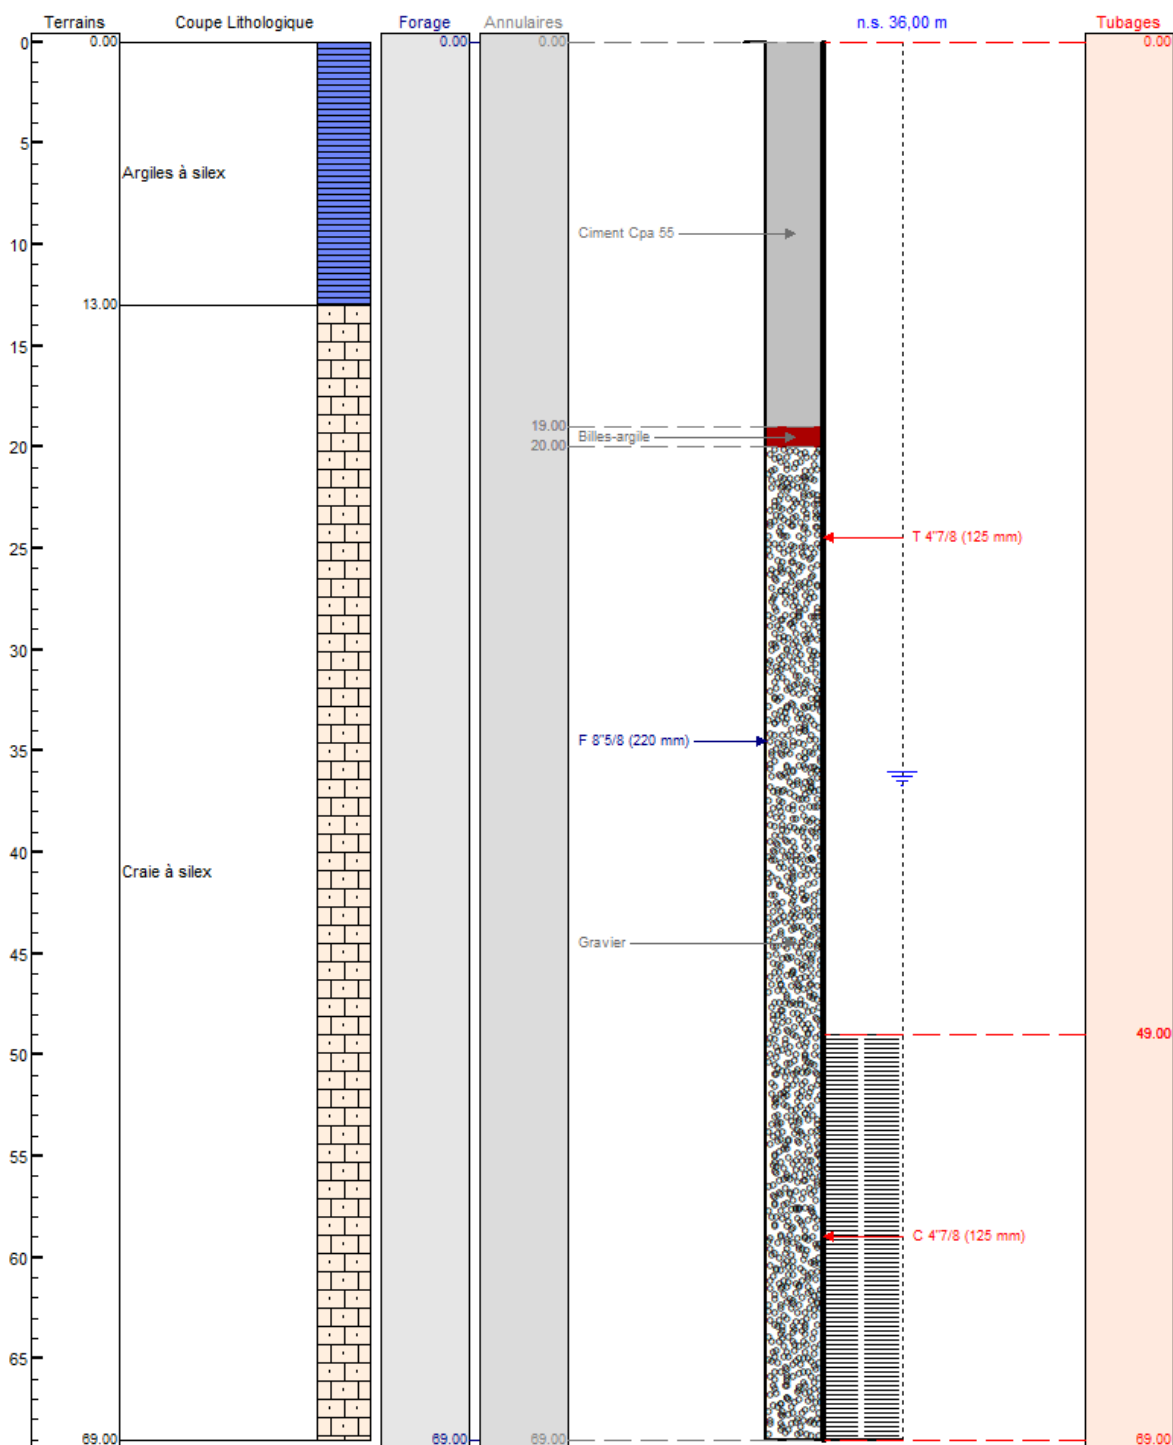 Terrains Coupe Lithologique Forage Annulaires n.s. 36,00 m Tubages
0 0.00 0.00 0.00 0.00
5
Argiles à silex
Ciment Cpa 55
10
13.00
15
19.00
Billes-argile
20 20.00
T 4"7/8 (125 mm)
25
30
F 8"5/8 (220 mm)
35
40
Craie à silex
Gravier
45
49.00
50
55
C 4"7/8 (125 mm)
60
65
69.00 69.00 69.00 69.00